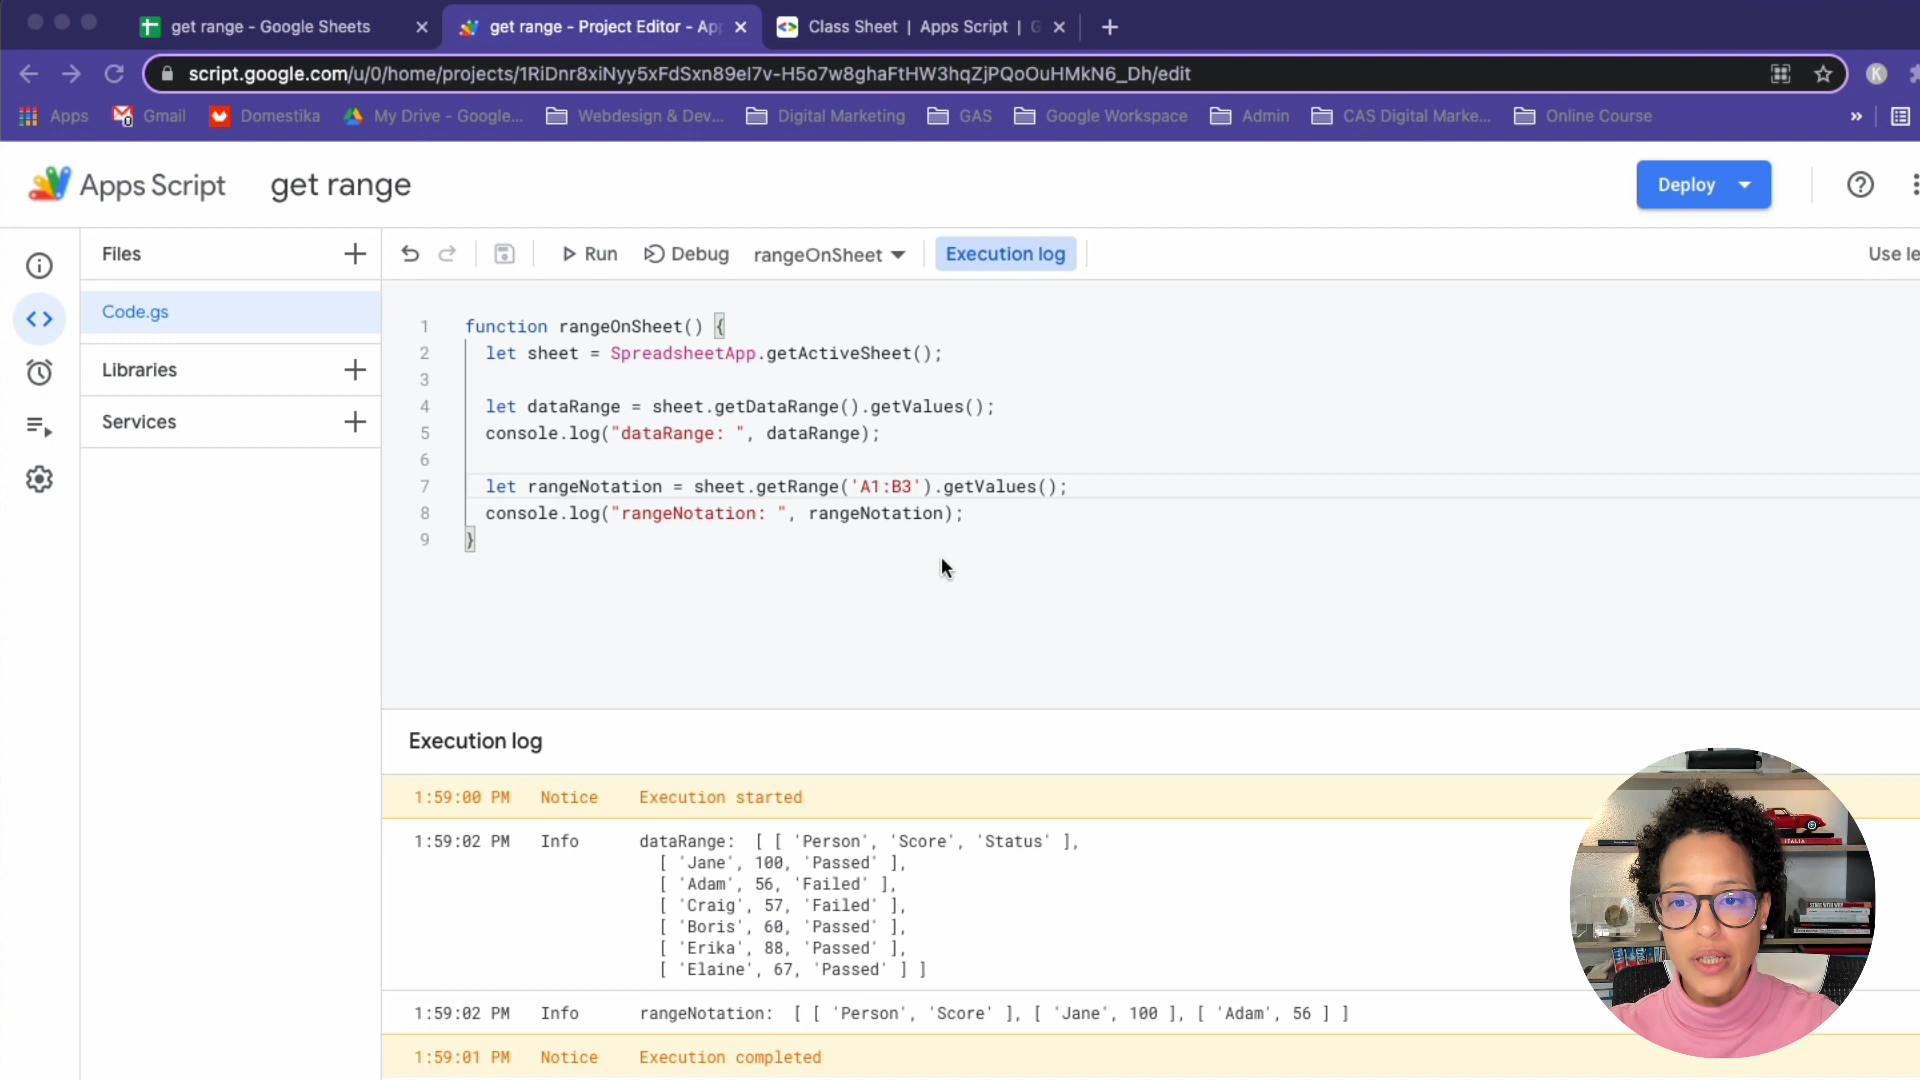 get range - Google Sheets
get range - Project Editor - App
Class Sheet | Apps Script | G
script.google.com/u/0/home/projects/1RiDnr8xiNyy5xFdSxn89eI7v-H5o7w8ghaFtHW3hqZjPQoOuHMkN6_Dh/edit
K
Apps
Gmail
Domestika
My Drive - Google...
Webdesign & Dev...
Digital Marketing
GAS
Google Workspace
Admin
CAS Digital Marke...
Online Course
»
Apps Script
get range
Deploy
Files
Run
Debug
rangeOnSheet
Execution log
Use le
Code.gs
Libraries
Services
1 function rangeOnSheet() {
2 let sheet = SpreadsheetApp.getActiveSheet();
3
4 let dataRange = sheet.getDataRange().getValues();
5 console.log("dataRange: ", dataRange);
6
7 let rangeNotation = sheet.getRange('A1:B3').getValues();
8 console.log("rangeNotation: ", rangeNotation);
9 }
Execution log
1:59:00 PM Notice Execution started
1:59:02 PM Info dataRange: [ [ 'Person', 'Score', 'Status' ],
[ 'Jane', 100, 'Passed' ],
[ 'Adam', 56, 'Failed' ],
[ 'Craig', 57, 'Failed' ],
[ 'Boris', 60, 'Passed' ],
[ 'Erika', 88, 'Passed' ],
[ 'Elaine', 67, 'Passed' ] ]
1:59:02 PM Info rangeNotation: [ [ 'Person', 'Score' ], [ 'Jane', 100 ], [ 'Adam', 56 ] ]
1:59:01 PM Notice Execution completed
ITALIA
START WITH WHY